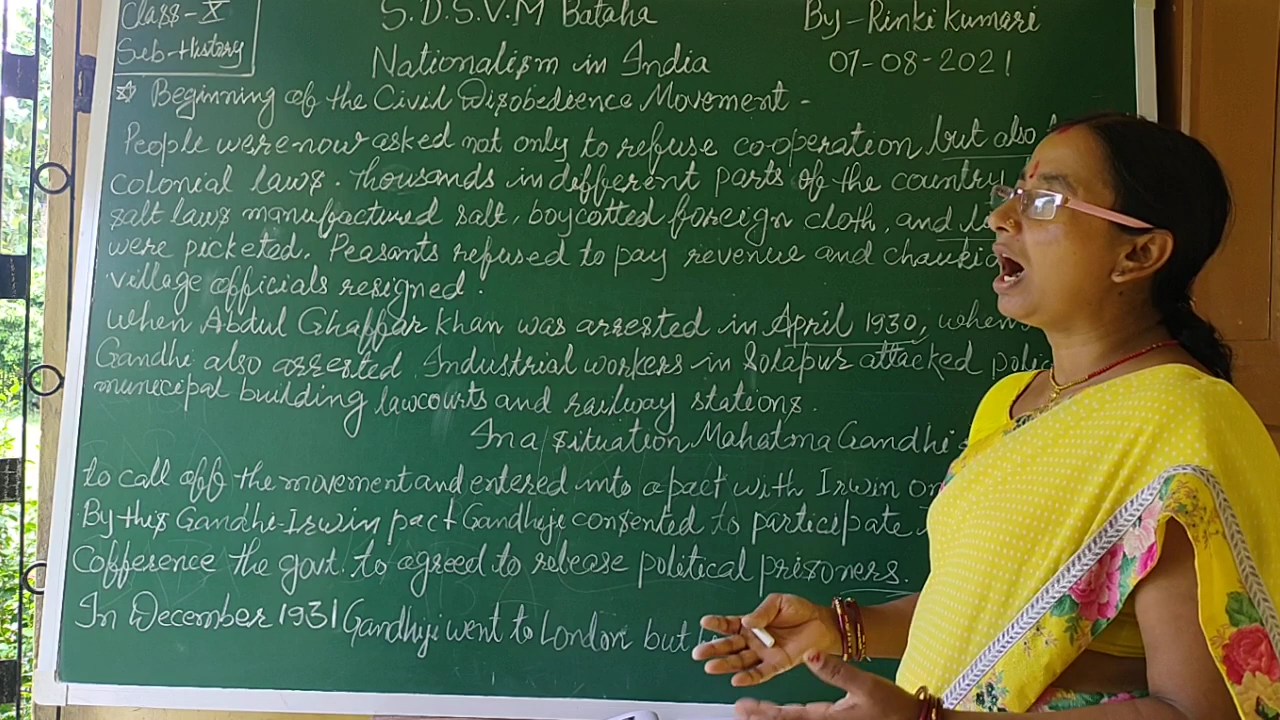 Class-X
Sub-History
S.D.S.V.M Bataha
By-Rinki Kumari
Nationalism in India
07-08-2021
☆ Beginning of the Civil Disobedience Movement -
People were now asked not only to refuse co-operation but also
colonial laws. Thousands in different parts of the country
salt laws manufactured salt, boycotted foreign cloth, and
were picketed. Peasants refused to pay revenue and
village officials resigned.
When Abdul Ghaffar Khan was arrested in April 1930, when
Gandhi also arrested Industrial workers in Solapur attacked
municipal building lawcourts and railway stations.
In a situation Mahatma Gandhi
to call off the movement and entered into a pact with Irwin on
By this Gandhi-Irwin pact Gandhiji consented to participate
Cofference the govt. to agreed to release political prisoners.
In December 1931 Gandhiji went to London but